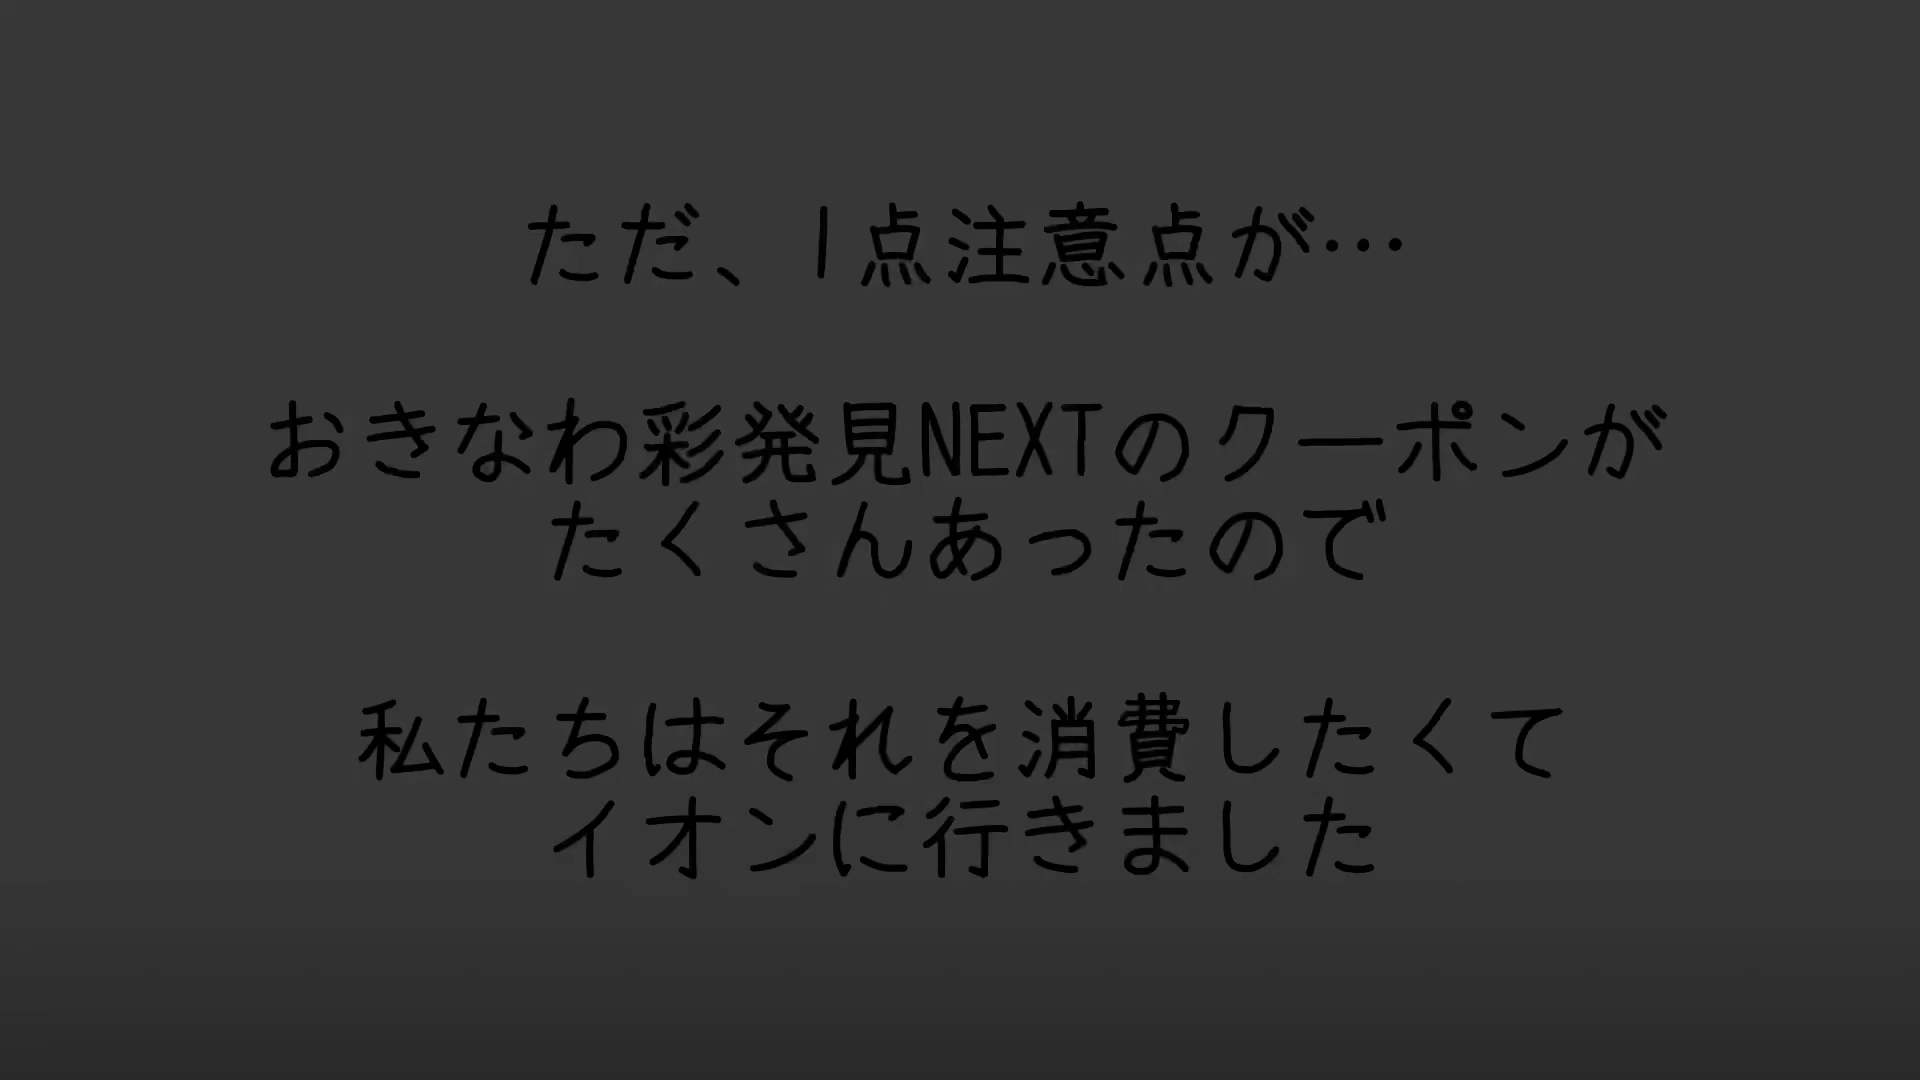 ただ、1点注意点が…
おきなわ彩発見NEXTのクーポンが
たくさんあったので
私たちはそれを消費したくて
イオンに行きました